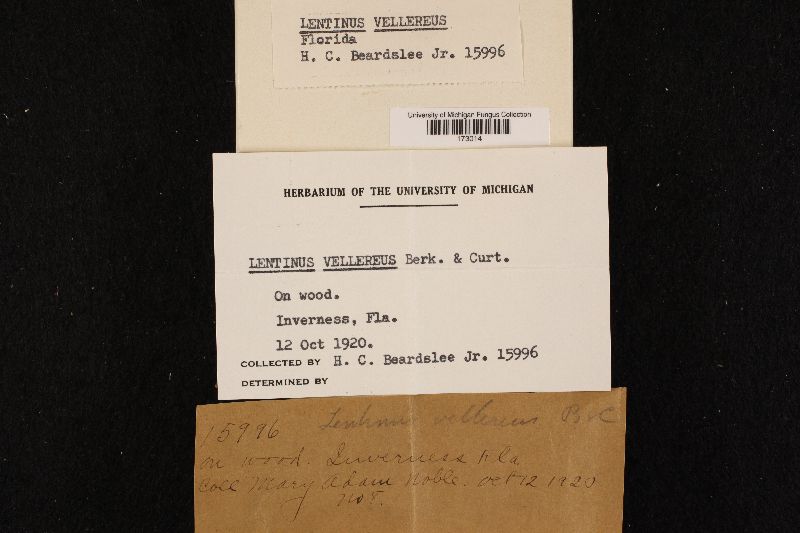 LENTINUS VELLEREUS
Florida
H. C. Beardslee Jr. 15996
University of Michigan Fungus Collection
173014
HERBARIUM OF THE UNIVERSITY OF MICHIGAN
LENTINUS VELLEREUS Berk. & Curt.
On wood.
Inverness, Fla.
12 Oct 1920.
COLLECTED BY H. C. Beardslee Jr. 15996
DETERMINED BY
15996 Lentinus vellereus B&C
on wood. Inverness Fla
Coll Mary Adam Noble. Oct 12 1920